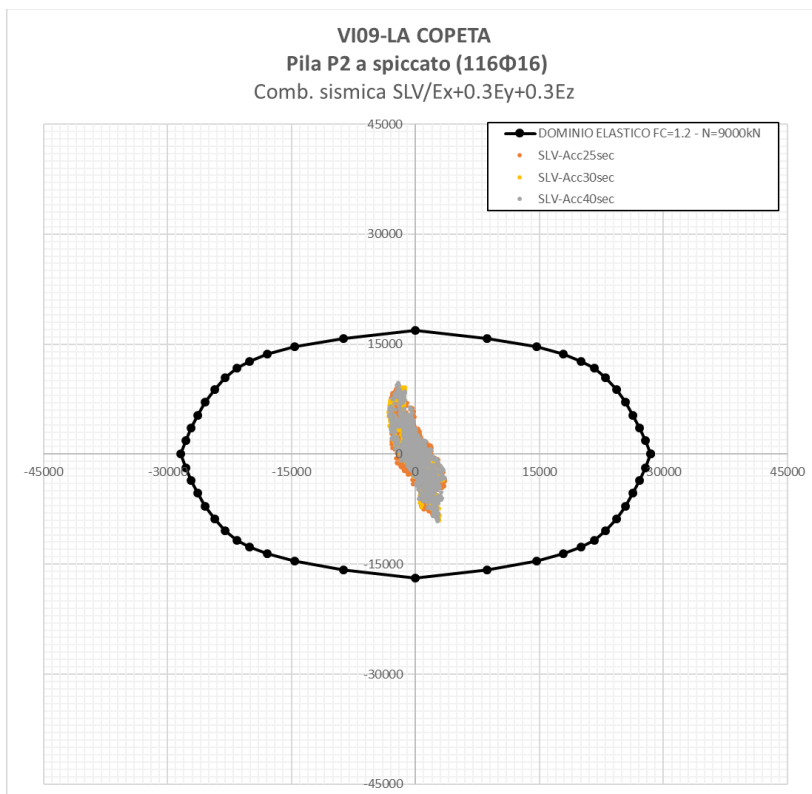 VI09-LA COPETA
Pila P2 a spiccato (116Φ16)
Comb. sismica SLV/Ex+0.3Ey+0.3Ez
45000
DOMINIO ELASTICO FC=1.2 - N=9000kN
SLV-Acc25sec
SLV-Acc30sec
SLV-Acc40sec
30000
15000
0
-45000 -30000 -15000 0 15000 30000 45000
-15000
-30000
-45000